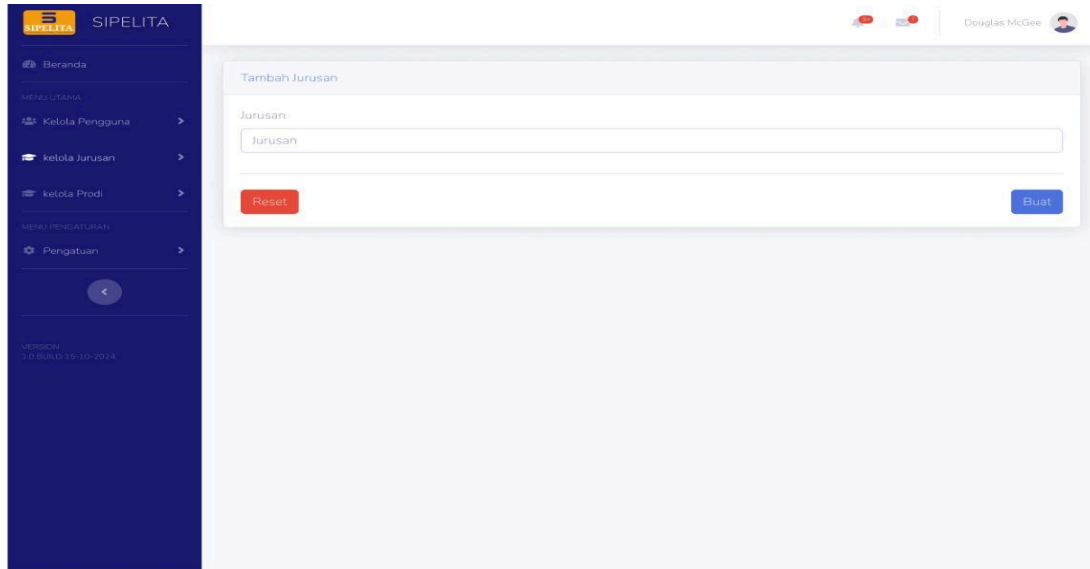 SIPELITA
SIPELITA
Douglas McGee
Beranda
MENU UTAMA
Kelola Pengguna
kelola Jurusan
kelola Prodi
MENU PENGATURAN
Pengatuan
VERSION
1.0 BUILD 16-10-2024
Tambah Jurusan
Jurusan
Jurusan
Reset
Buat